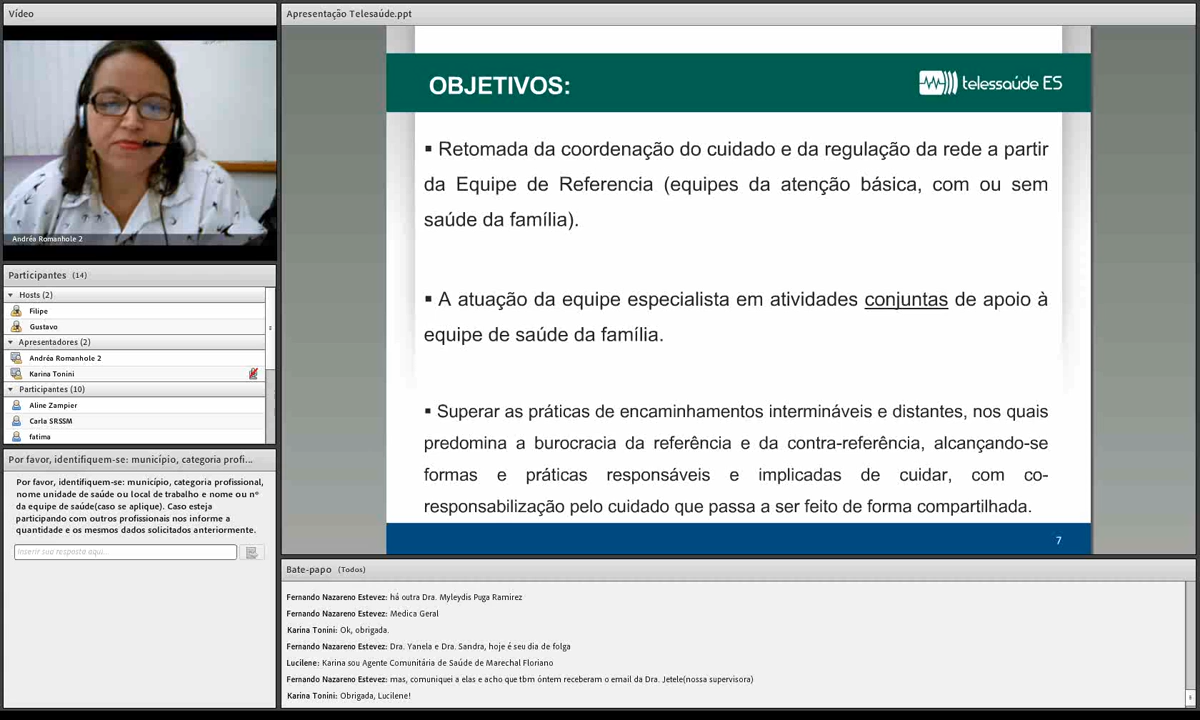 Vídeo
Andréa Romanhole 2
Participantes (14)
Hosts (2)
Filipe
Gustavo
Apresentadores (2)
Andréa Romanhole 2
Karina Tonini
Participantes (10)
Aline Zampier
Carla SRSSM
fatima
Por favor, identifiquem-se: município, categoria profi...
Por favor, identifiquem-se: município, categoria profissional,
nome unidade de saúde ou local de trabalho e nome ou nº
da equipe de saúde(caso se aplique). Caso esteja
participando com outros profissionais nos informe a
quantidade e os mesmos dados solicitados anteriormente.
Inserir sua resposta aqui...
Apresentação Telesaúde.ppt
OBJETIVOS:
telessaúde ES
▪ Retomada da coordenação do cuidado e da regulação da rede a partir
da Equipe de Referencia (equipes da atenção básica, com ou sem
saúde da família).
▪ A atuação da equipe especialista em atividades conjuntas de apoio à
equipe de saúde da família.
▪ Superar as práticas de encaminhamentos intermináveis e distantes, nos quais
predomina a burocracia da referência e da contra-referência, alcançando-se
formas e práticas responsáveis e implicadas de cuidar, com co-
responsabilização pelo cuidado que passa a ser feito de forma compartilhada.
7
Bate-papo (Todos)
Fernando Nazareno Estevez: há outra Dra. Myleydis Puga Ramirez
Fernando Nazareno Estevez: Medica Geral
Karina Tonini: Ok, obrigada.
Fernando Nazareno Estevez: Dra. Yanela e Dra. Sandra, hoje é seu dia de folga
Lucilene: Karina sou Agente Comunitária de Saúde de Marechal Floriano
Fernando Nazareno Estevez: mas, comuniquei a elas e acho que tbm óntem receberam o email da Dra. Jetele(nossa supervisora)
Karina Tonini: Obrigada, Lucilene!